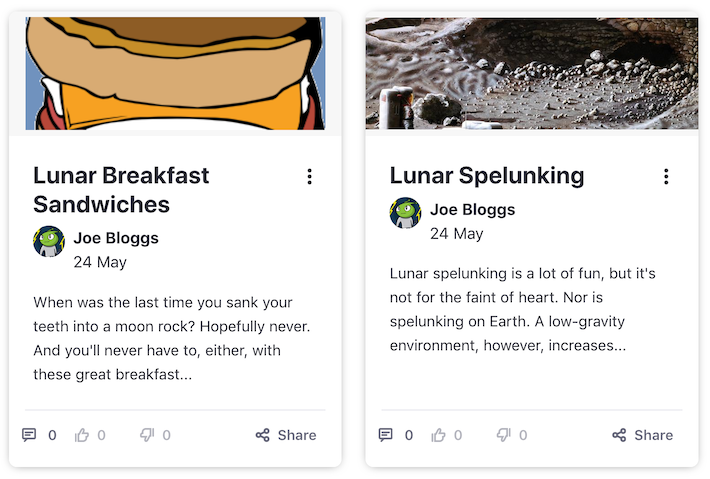 Lunar Breakfast
Sandwiches
Joe Bloggs
24 May
When was the last time you sank your
teeth into a moon rock? Hopefully never.
And you'll never have to, either, with
these great breakfast...
0
0
0
Share
Lunar Spelunking
Joe Bloggs
24 May
Lunar spelunking is a lot of fun, but it's
not for the faint of heart. Nor is
spelunking on Earth. A low-gravity
environment, however, increases...
0
0
0
Share